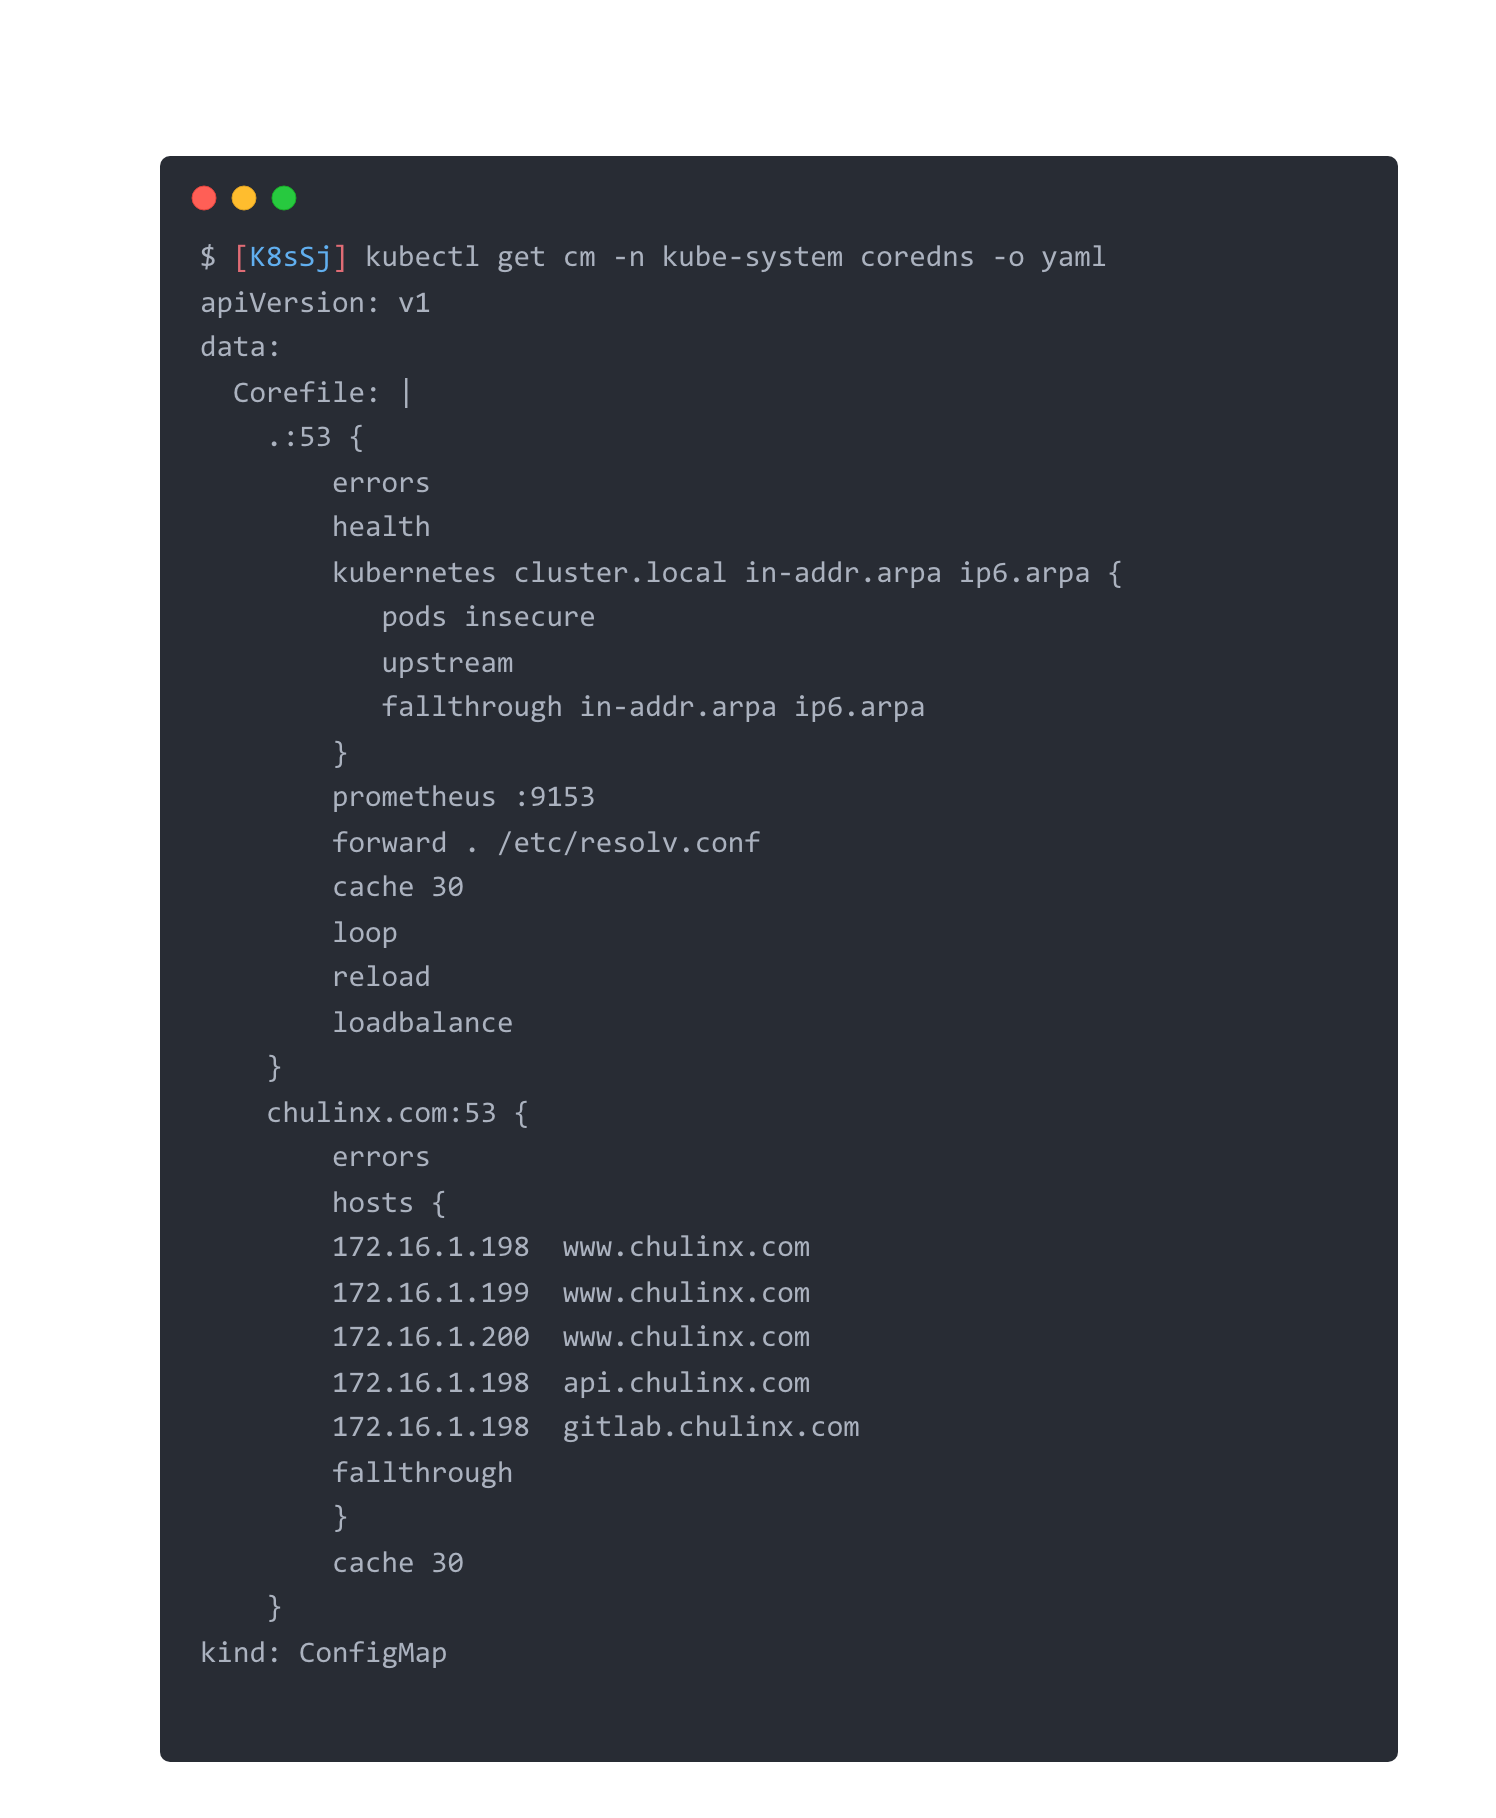 $ [K8sSj] kubectl get cm -n kube-system coredns -o yaml
apiVersion: v1
data:
  Corefile: |
    .:53 {
        errors
        health
        kubernetes cluster.local in-addr.arpa ip6.arpa {
           pods insecure
           upstream
           fallthrough in-addr.arpa ip6.arpa
        }
        prometheus :9153
        forward . /etc/resolv.conf
        cache 30
        loop
        reload
        loadbalance
    }
    chulinx.com:53 {
        errors
        hosts {
        172.16.1.198  www.chulinx.com
        172.16.1.199  www.chulinx.com
        172.16.1.200  www.chulinx.com
        172.16.1.198  api.chulinx.com
        172.16.1.198  gitlab.chulinx.com
        fallthrough
        }
        cache 30
    }
kind: ConfigMap